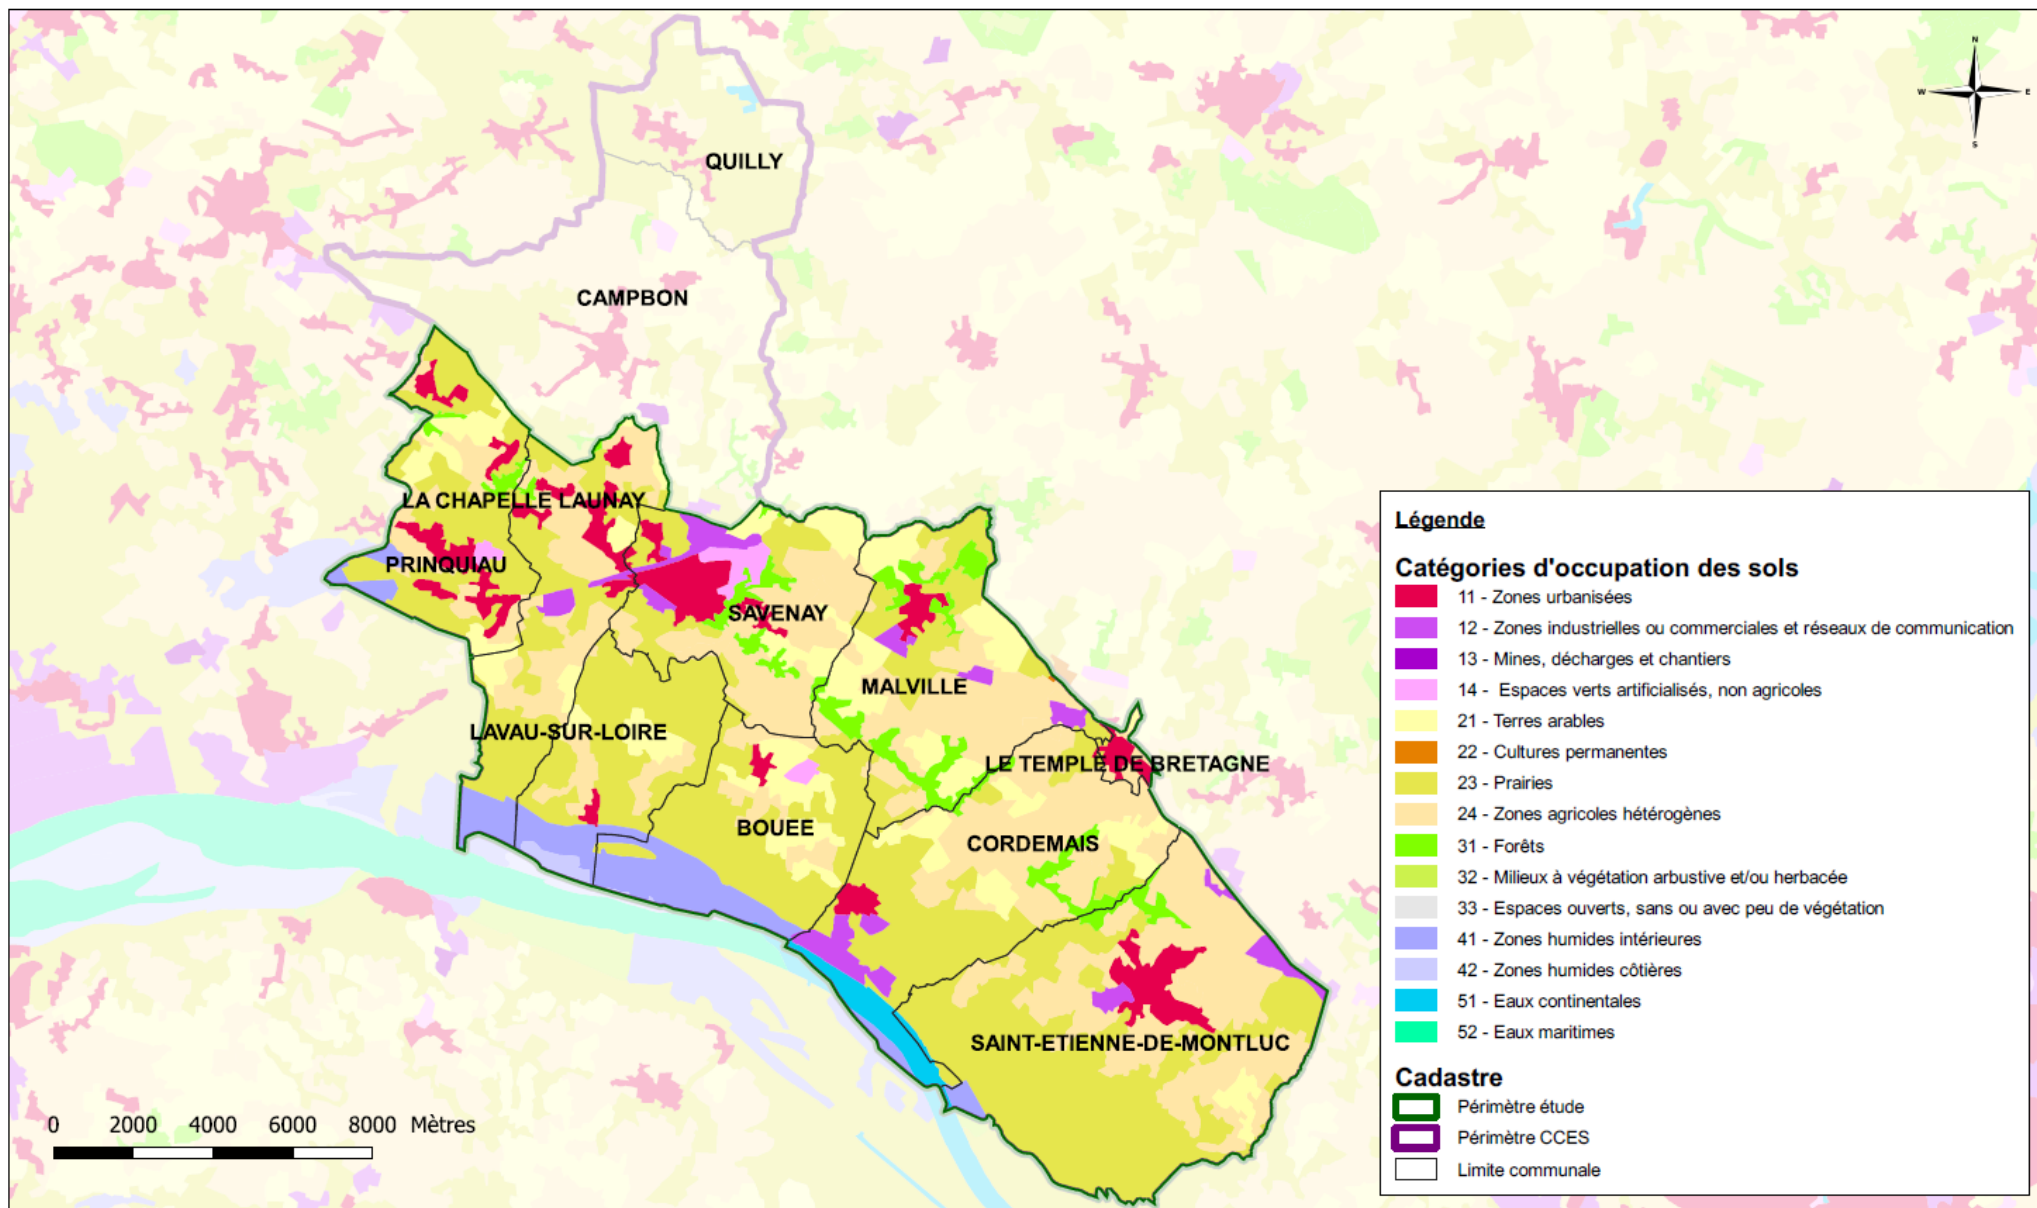 N
W E
S
QUILLY
CAMPBON
LA CHAPELLE LAUNAY
PRINQUIAU
SAVENAY
MALVILLE
LAVAU-SUR-LOIRE
LE TEMPLE DE BRETAGNE
BOUEE
CORDEMAIS
SAINT-ETIENNE-DE-MONTLUC
0 2000 4000 6000 8000 Mètres
Légende
Catégories d'occupation des sols
11 - Zones urbanisées
12 - Zones industrielles ou commerciales et réseaux de communication
13 - Mines, décharges et chantiers
14 - Espaces verts artificialisés, non agricoles
21 - Terres arables
22 - Cultures permanentes
23 - Prairies
24 - Zones agricoles hétérogènes
31 - Forêts
32 - Milieux à végétation arbustive et/ou herbacée
33 - Espaces ouverts, sans ou avec peu de végétation
41 - Zones humides intérieures
42 - Zones humides côtières
51 - Eaux continentales
52 - Eaux maritimes
Cadastre
Périmètre étude
Périmètre CCES
Limite communale